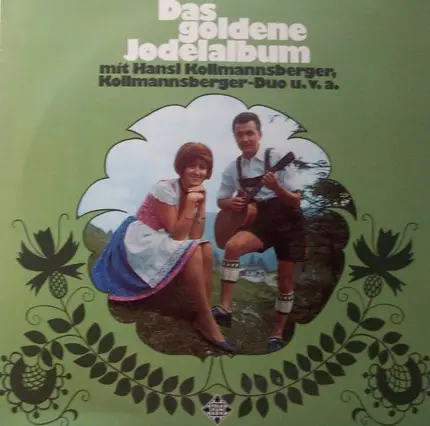 Das
goldene
Jodelalbum
mit Hansl Kollmannsberger,
Kollmannsberger-Duo u.v.a.